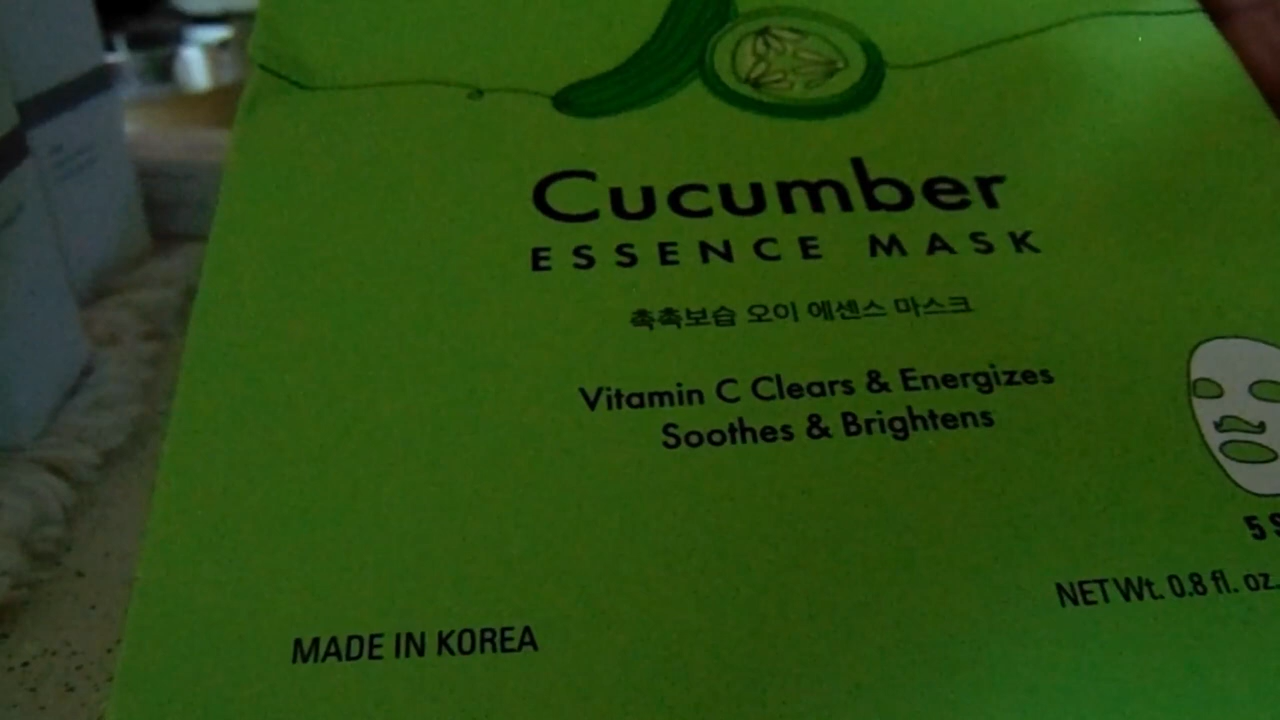 Cucumber
ESSENCE MASK
촉촉보습 오이 에센스 마스크
Vitamin C Clears & Energizes
Soothes & Brightens
5
NET Wt. 0.8 fl. oz.
MADE IN KOREA